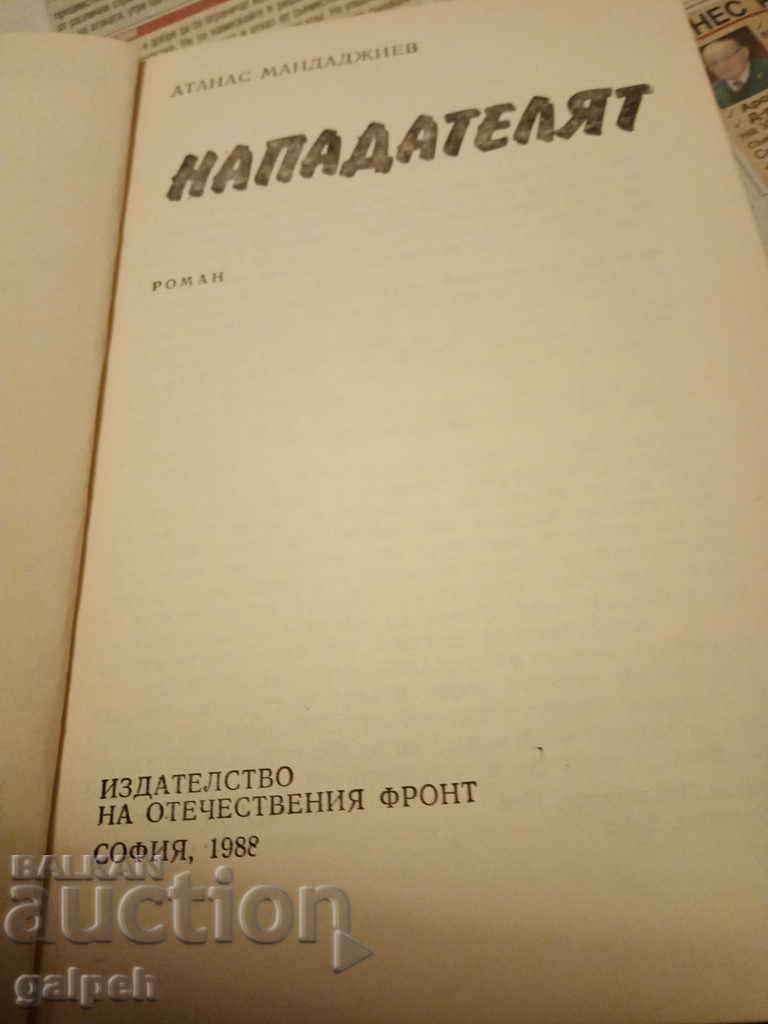 АТАНАС МАНДАДЖИЕВ
НАПАДАТЕЛЯТ
РОМАН
ИЗДАТЕЛСТВО
НА ОТЕЧЕСТВЕНИЯ ФРОНТ
СОФИЯ, 1988
BALKAN
auction
galpeh